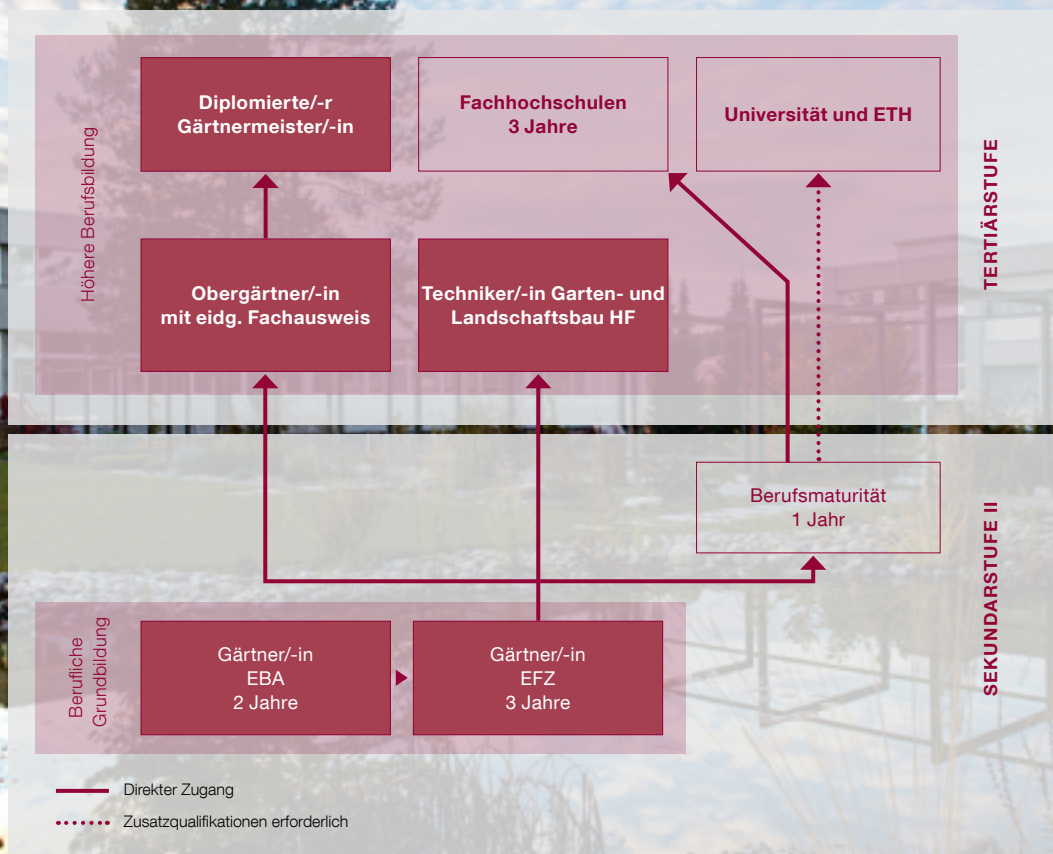 Höhere Berufsbildung
Diplomierte/-r
Gärtnermeister/-in
Fachhochschulen
3 Jahre
Universität und ETH
TERTIÄRSTUFE
Obergärtner/-in
mit eidg. Fachausweis
Techniker/-in Garten- und
Landschaftsbau HF
Berufsmaturität
1 Jahr
SEKUNDARSTUFE II
Berufliche
Grundbildung
Gärtner/-in
EBA
2 Jahre
Gärtner/-in
EFZ
3 Jahre
Direkter Zugang
Zusatzqualifikationen erforderlich